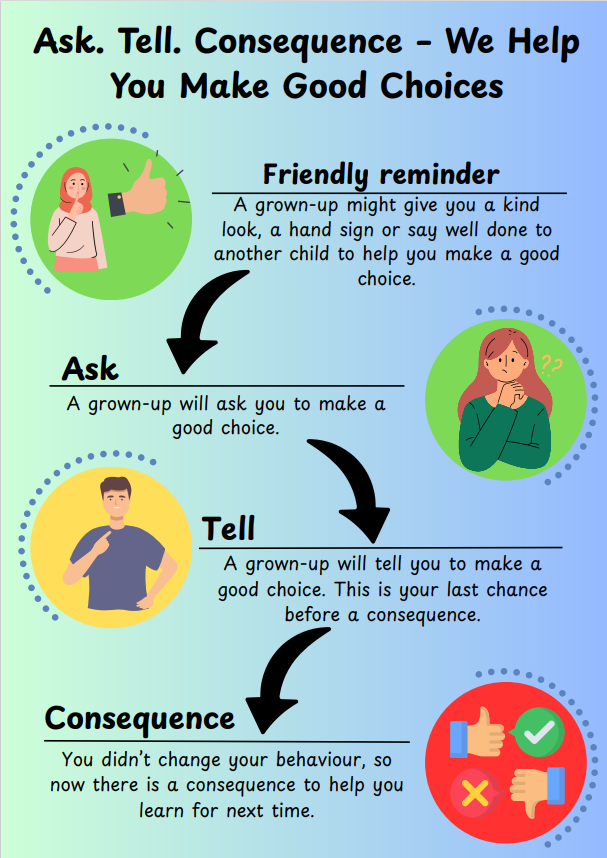 Ask. Tell. Consequence – We Help
You Make Good Choices
Friendly reminder
A grown-up might give you a kind
look, a hand sign or say well done to
another child to help you make a good
choice.
Ask
A grown-up will ask you to make a
good choice.
??
Tell
A grown-up will tell you to make a
good choice. This is your last chance
before a consequence.
Consequence
You didn't change your behaviour, so
now there is a consequence to help you
learn for next time.